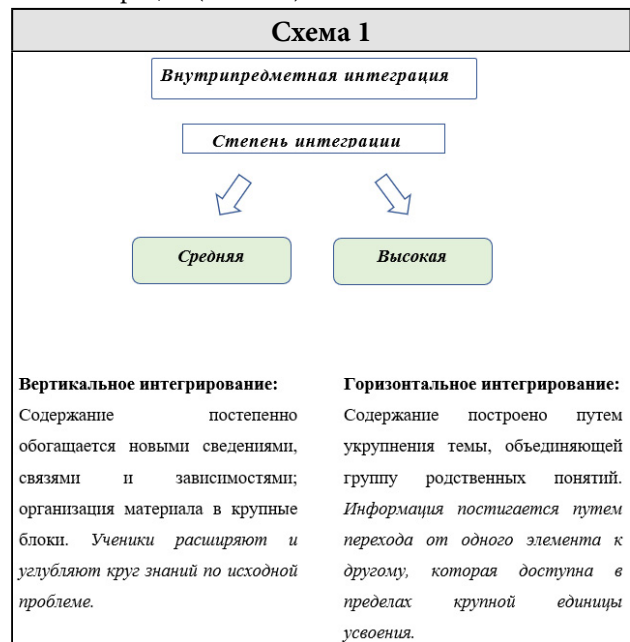 Схема 1
Внутрипредметная интеграция
Степень интеграции
Средняя
Высокая
Вертикальное интегрирование:
Содержание постепенно
обогащается новыми сведениями,
связями и зависимостями;
организация материала в крупные
блоки. Ученики расширяют и
углубляют круг знаний по исходной
проблеме.
Горизонтальное интегрирование:
Содержание построено путем
укрупнения темы, объединяющей
группу родственных понятий.
Информация постигается путем
перехода от одного элемента к
другому, которая доступна в
пределах крупной единицы
усвоения.